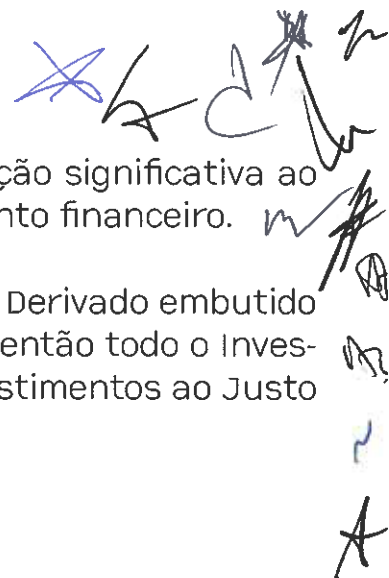 ção significativa ao
nto financeiro.
Derivado embutido
então todo o Inves-
stimentos ao Justo